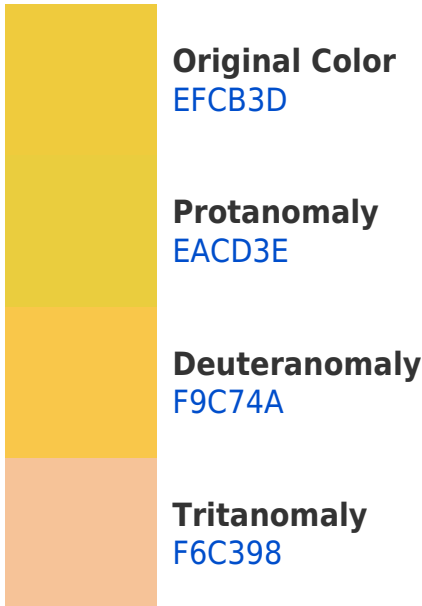 Original Color
EFCB3D
Protanomaly
EACD3E
Deuteranomaly
F9C74A
Tritanomaly
F6C398